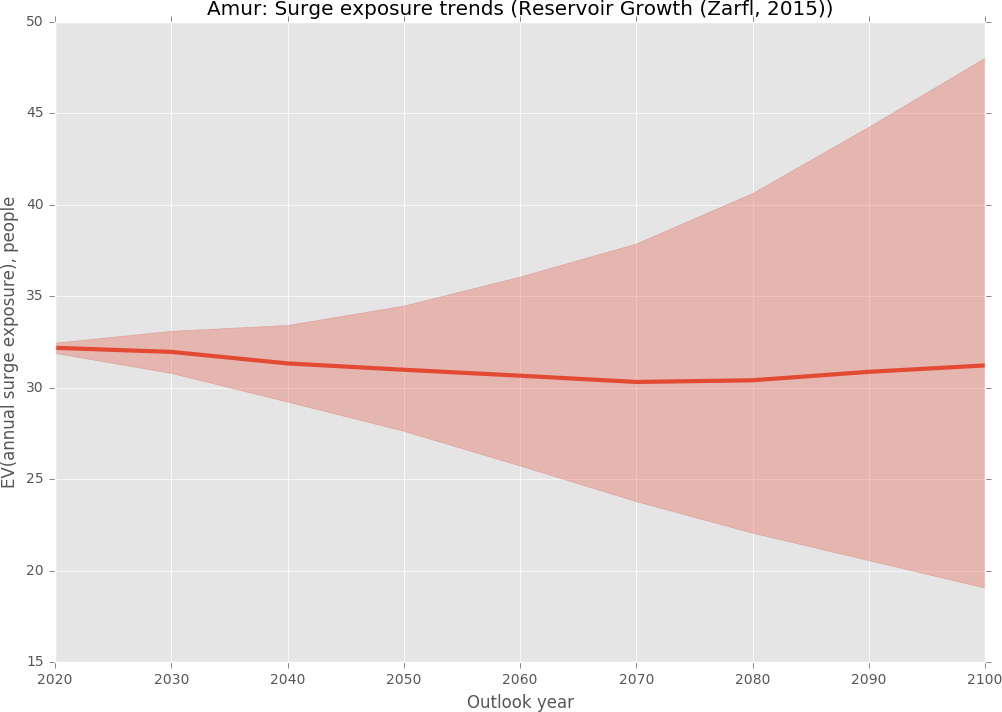 Amur: Surge exposure trends (Reservoir Growth (Zarfl, 2015))
EV(annual surge exposure), people
50
45
40
35
30
25
20
15
2020 2030 2040 2050 2060 2070 2080 2090 2100
Outlook year